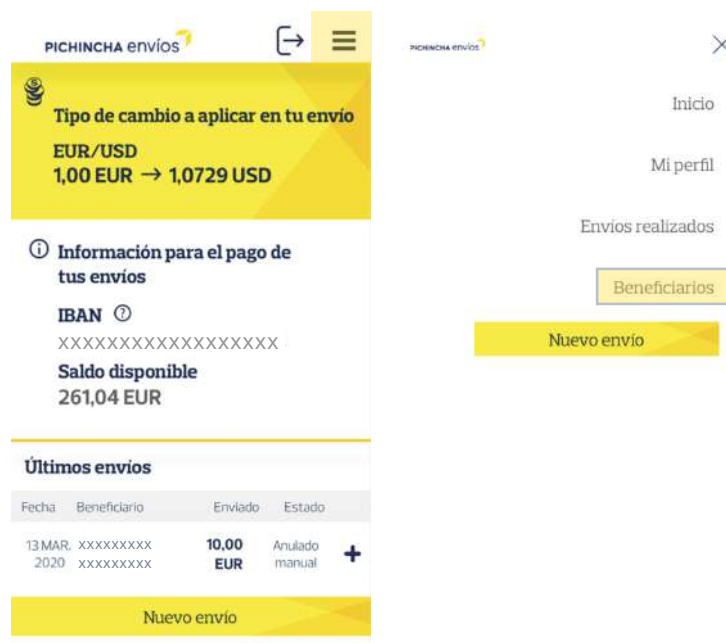 PICHINCHA envíos
Tipo de cambio a aplicar en tu envío
EUR/USD
1,00 EUR → 1,0729 USD
Información para el pago de
tus envíos
IBAN ?
XXXXXXXXXXXXXXXXXX
Saldo disponible
261,04 EUR
Últimos envíos
Fecha Beneficiario Enviado Estado
13 MAR. XXXXXXXXX 10,00 Anulado
2020 XXXXXXXXX EUR manual +
Nuevo envío
PICHINCHA envíos
Inicio
Mi perfil
Envíos realizados
Beneficiarios
Nuevo envío